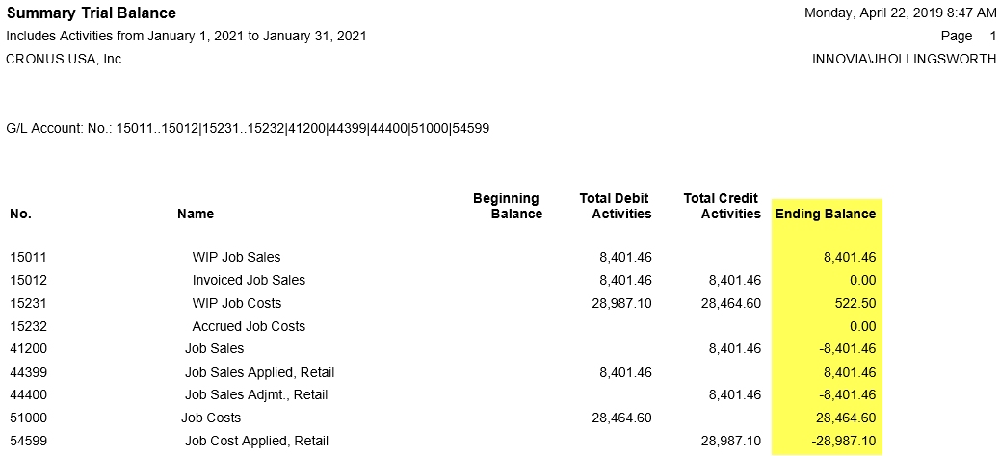 Summary Trial Balance Monday, April 22, 2019 8:47 AM
Includes Activities from January 1, 2021 to January 31, 2021 Page 1
CRONUS USA, Inc. INNOVIA\JHOLLINGSWORTH
G/L Account: No.: 15011..15012|15231..15232|41200|44399|44400|51000|54599
Beginning Total Debit Total Credit
No. Name Balance Activities Activities Ending Balance
15011 WIP Job Sales 8,401.46 8,401.46
15012 Invoiced Job Sales 8,401.46 8,401.46 0.00
15231 WIP Job Costs 28,987.10 28,464.60 522.50
15232 Accrued Job Costs 0.00
41200 Job Sales 8,401.46 -8,401.46
44399 Job Sales Applied, Retail 8,401.46 8,401.46
44400 Job Sales Adjmt., Retail 8,401.46 -8,401.46
51000 Job Costs 28,464.60 28,464.60
54599 Job Cost Applied, Retail 28,987.10 -28,987.10